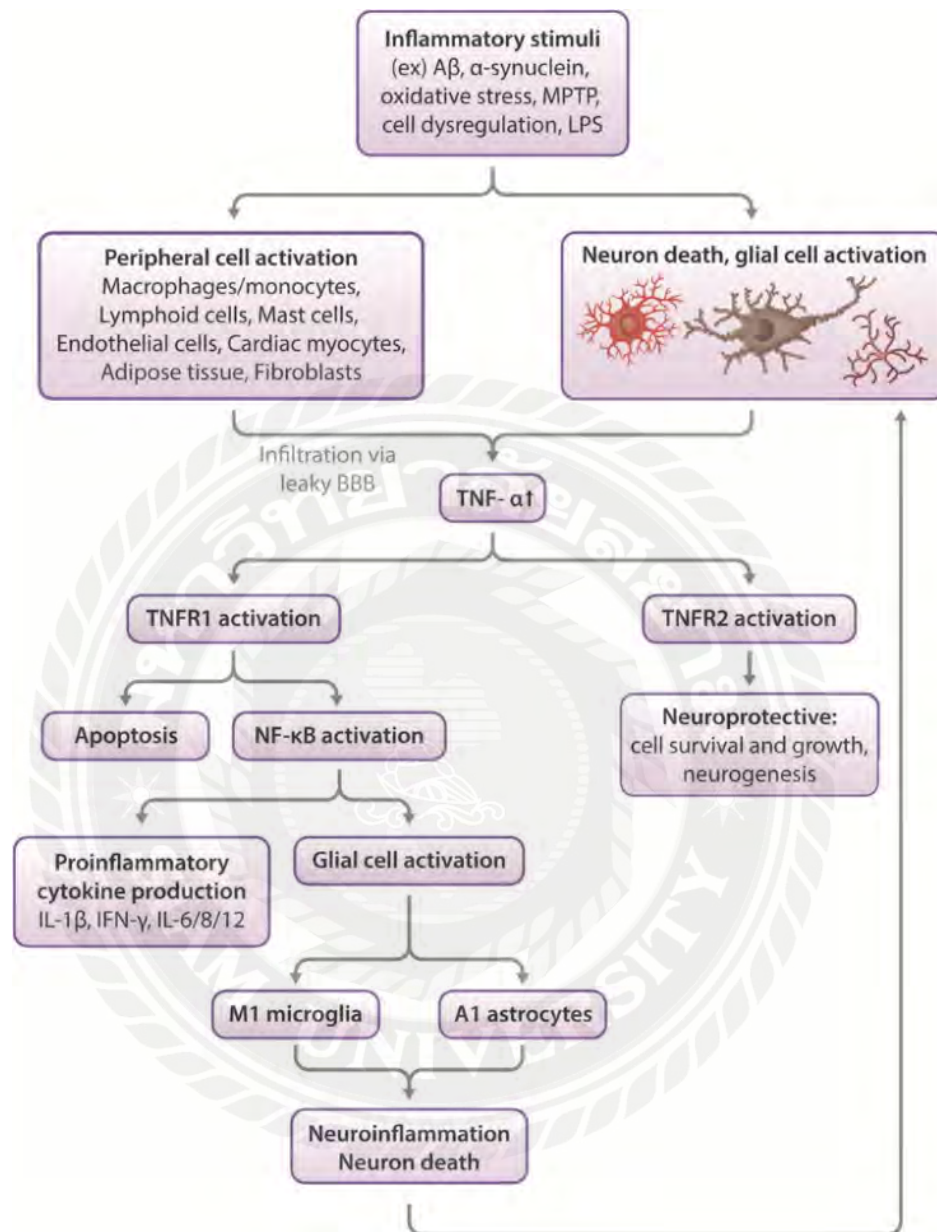 Inflammatory stimuli
(ex) Aβ, α-synuclein,
oxidative stress, MPTP,
cell dysregulation, LPS
Peripheral cell activation
Macrophages/monocytes,
Lymphoid cells, Mast cells,
Endothelial cells, Cardiac myocytes,
Adipose tissue, Fibroblasts
Neuron death, glial cell activation
Infiltration via
leaky BBB
TNF- α↑
TNFR1 activation
TNFR2 activation
Apoptosis
NF-κB activation
Neuroprotective:
cell survival and growth,
neurogenesis
Proinflammatory
cytokine production
IL-1β, IFN-γ, IL-6/8/12
Glial cell activation
M1 microglia
A1 astrocytes
Neuroinflammation
Neuron death
UNIVERSITY